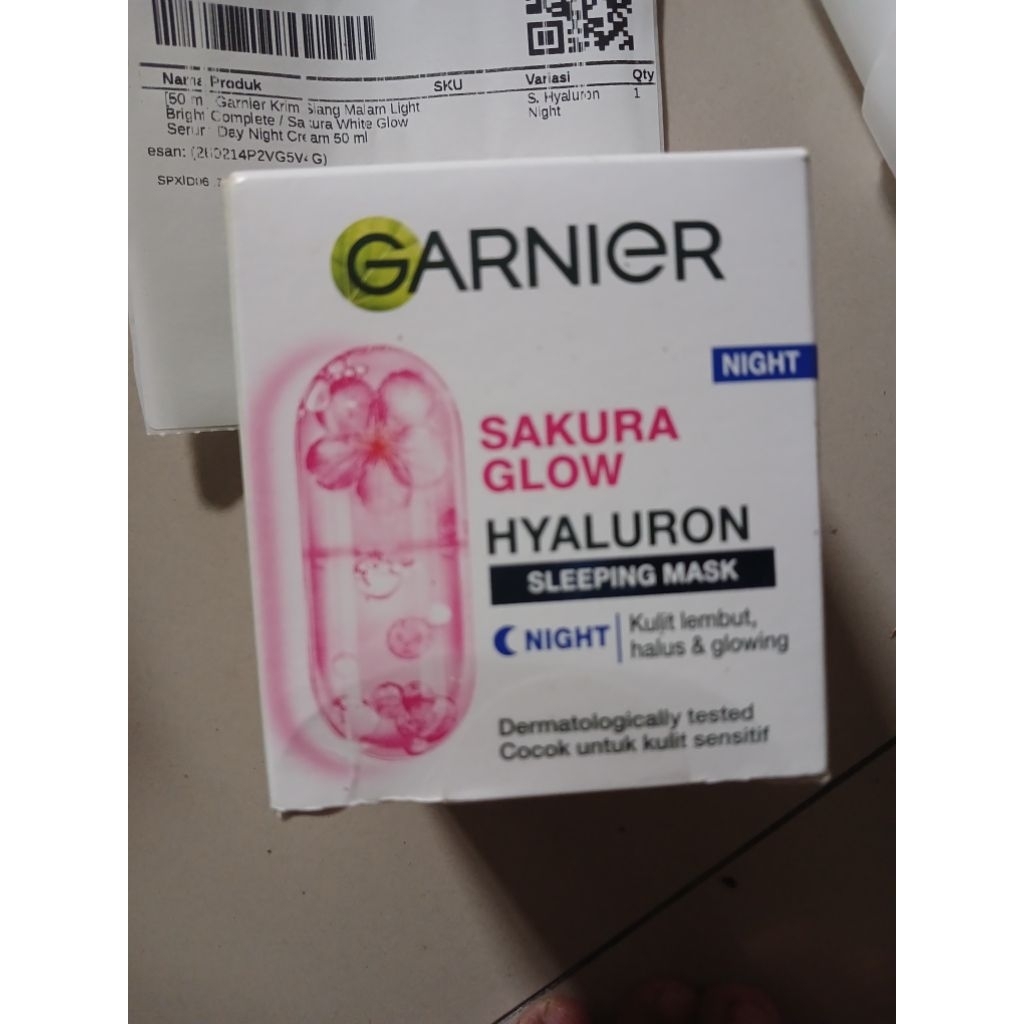 Nama Produk SKU Variasi Qty
Garnier Krim Siang Malam Light S. Hyaluron 1
Bright Complete / Sakura White Glow Night
Serum Day Night Cream 50 ml
esan:
GARNIER
NIGHT
SAKURA
GLOW
HYALURON
SLEEPING MASK
NIGHT Kulit lembut,
halus & glowing
Dermatologically tested
Cocok untuk kulit sensitif